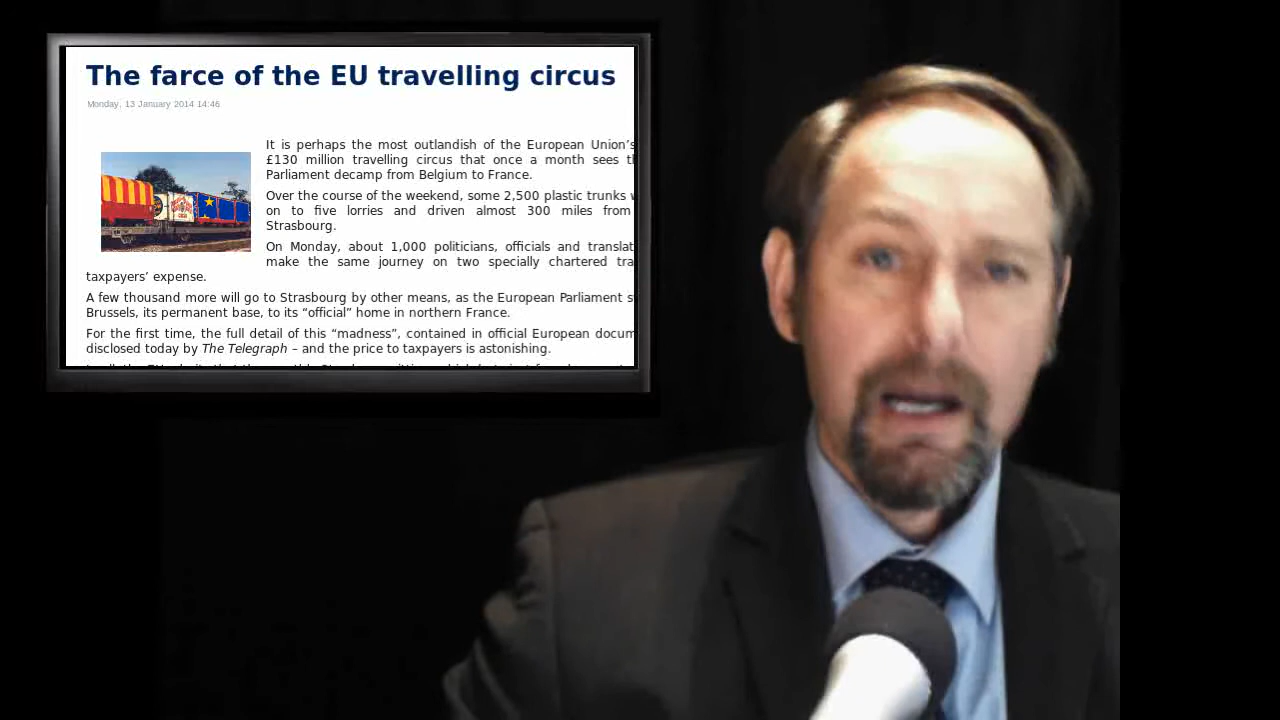 The farce of the EU travelling circus
Monday, 13 January 2014 14:46
It is perhaps the most outlandish of the European Union's
£130 million travelling circus that once a month sees
Parliament decamp from Belgium to France.
Over the course of the weekend, some 2,500 plastic trunks
on to five lorries and driven almost 300 miles from
Strasbourg.
On Monday, about 1,000 politicians, officials and
make the same journey on two specially chartered
taxpayers' expense.
A few thousand more will go to Strasbourg by other means, as the European Parliament
Brussels, its permanent base, to its “official” home in northern France.
For the first time, the full detail of this “madness”, contained in official European
disclosed today by The Telegraph – and the price to taxpayers is astonishing.